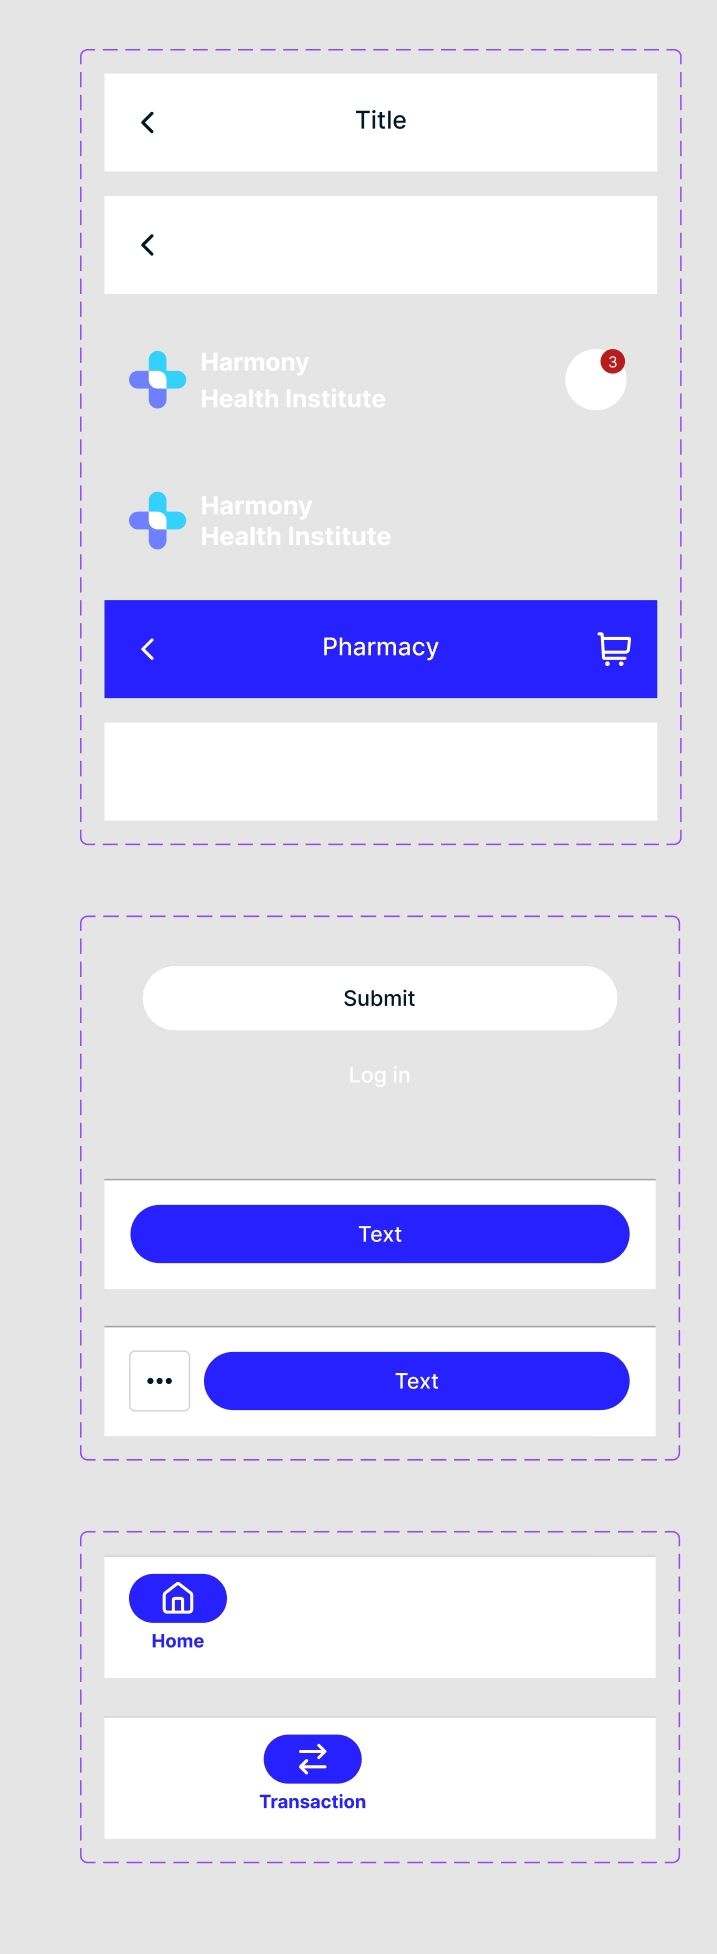 Title
Harmony
Health Institute
3
Harmony
Health Institute
Pharmacy
Submit
Log in
Text
Text
Home
Transaction